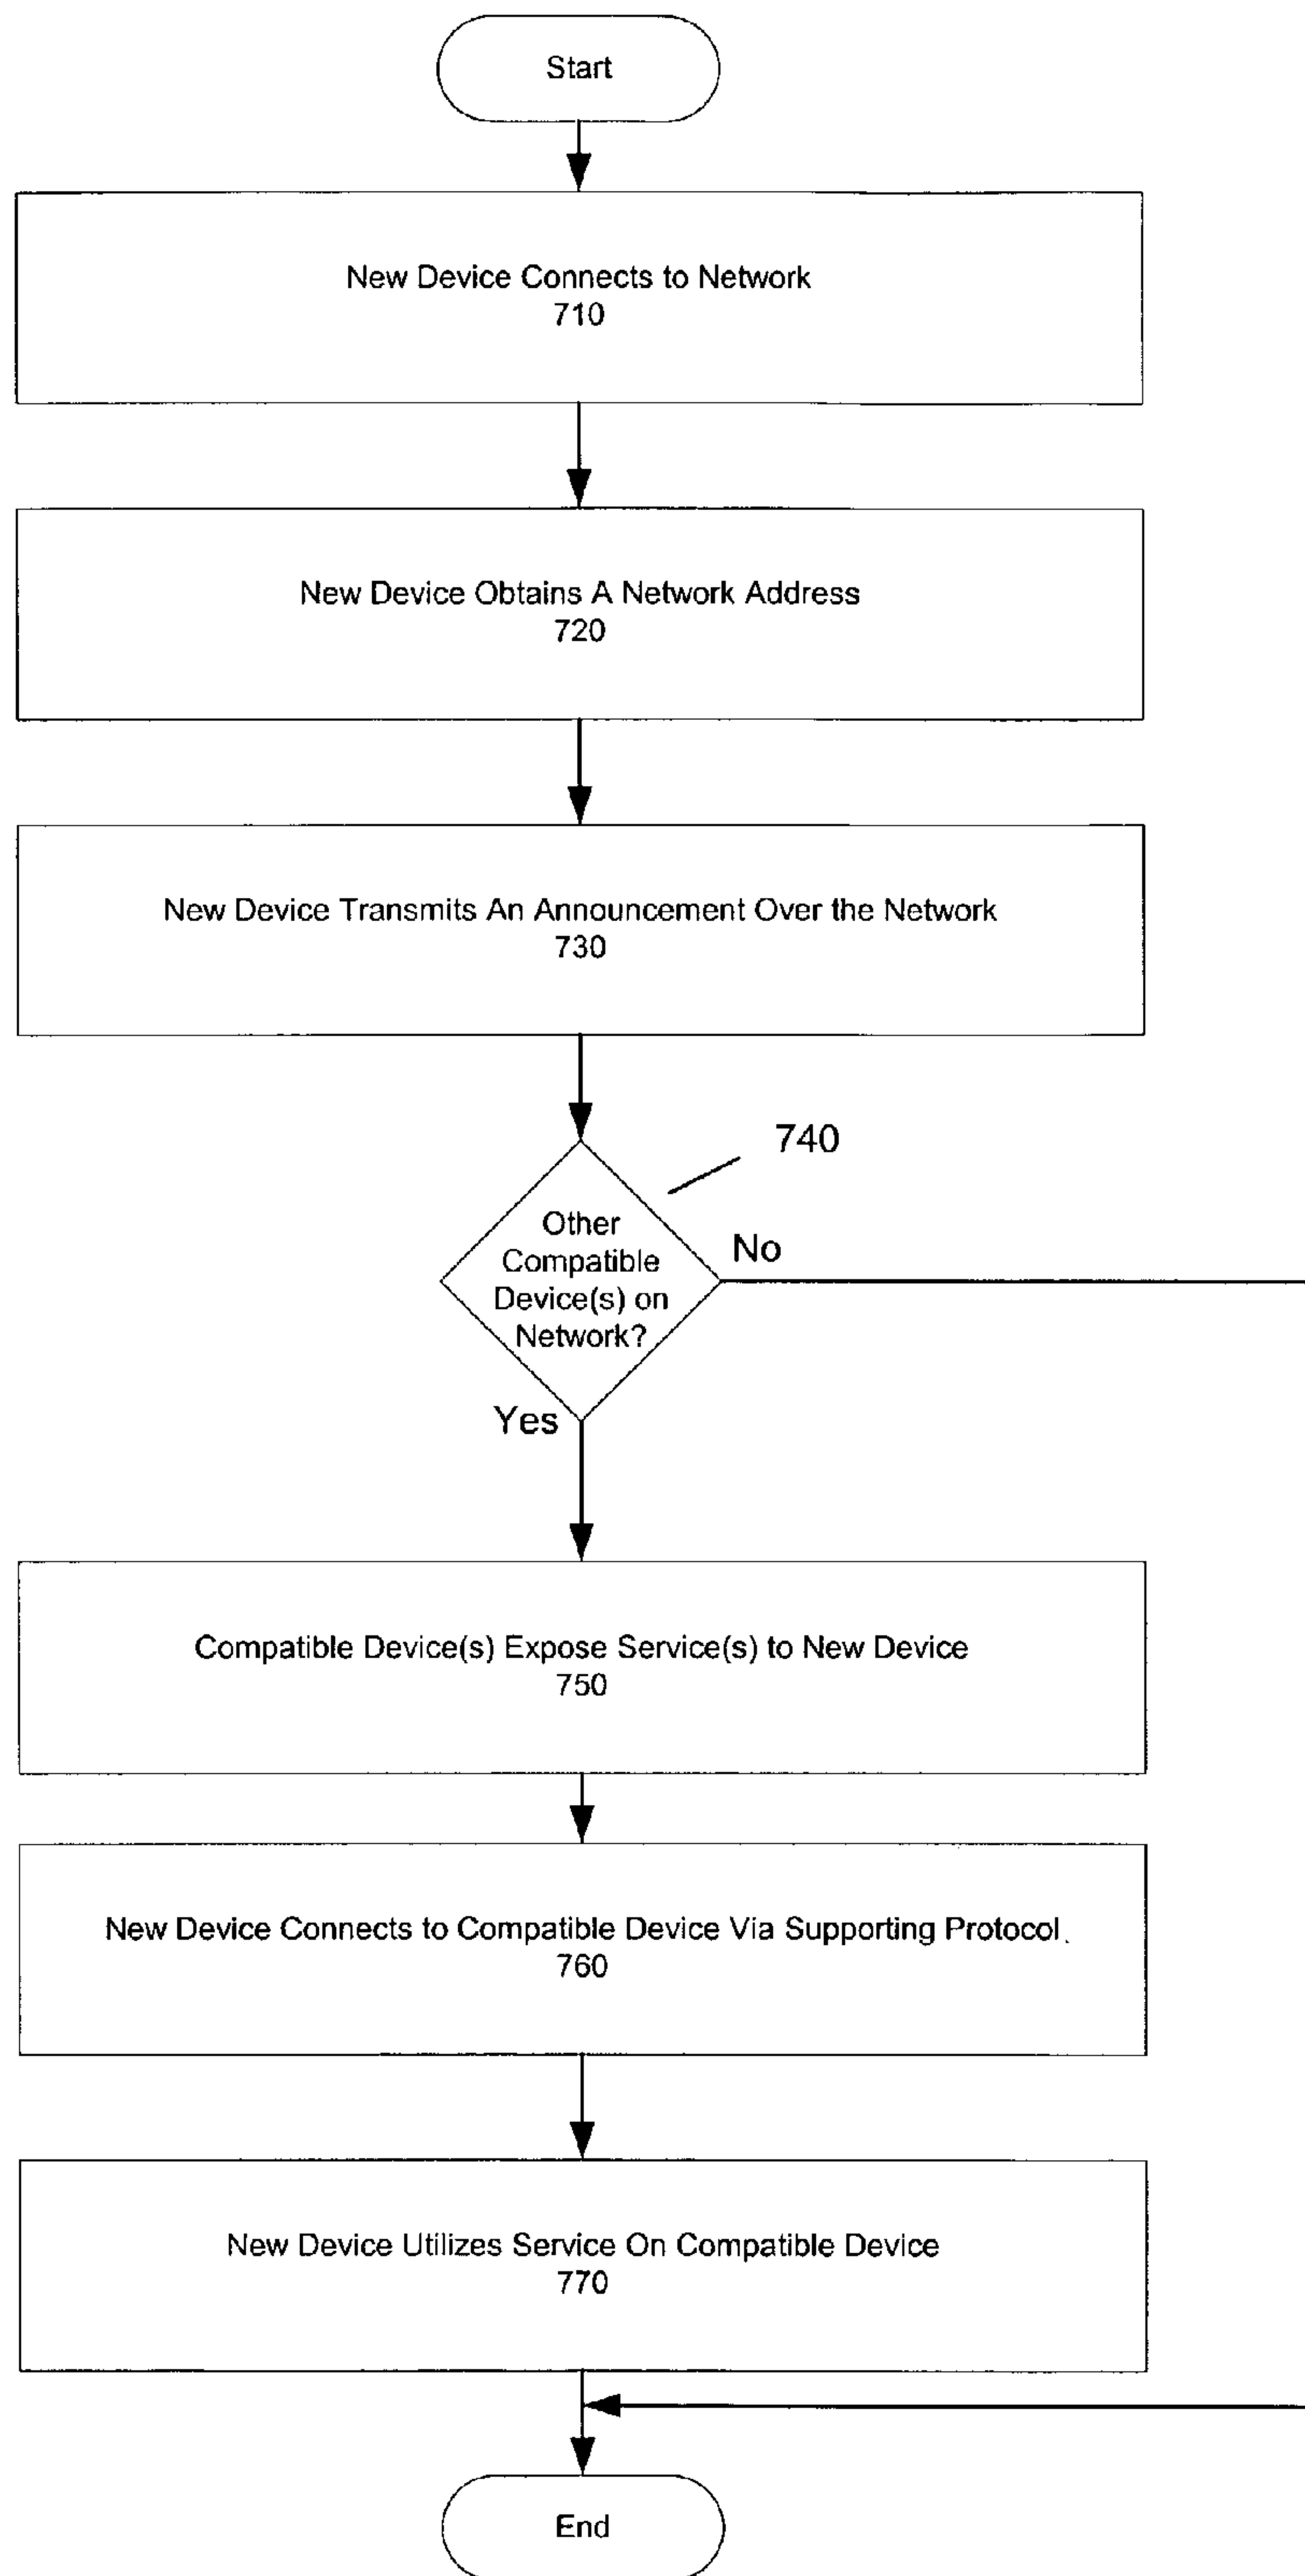 Start
New Device Connects to Network
710
New Device Obtains A Network Address
720
New Device Transmits An Announcement Over the Network
730
740
Other
Compatible
Device(s) on
Network?
No
Yes
Compatible Device(s) Expose Service(s) to New Device
750
New Device Connects to Compatible Device Via Supporting Protocol.
760
New Device Utilizes Service On Compatible Device
770
End